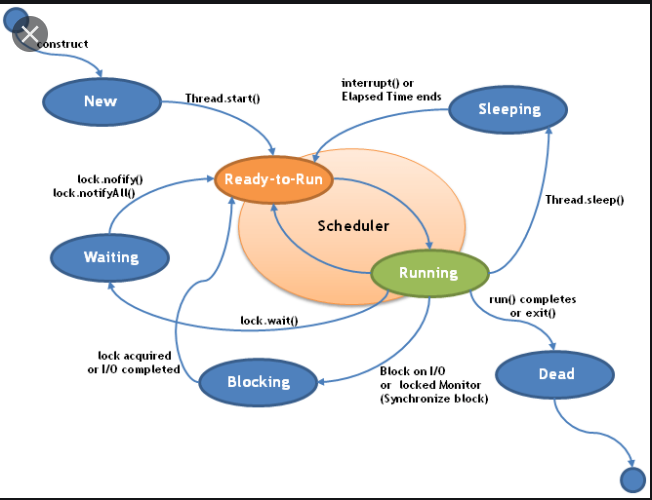 construct
New
Thread.start()
interrupt() or
Elapsed Time ends
Sleeping
lock.nofify()
lock.notifyAll()
Ready-to-Run
Thread.sleep()
Scheduler
Waiting
Running
run() completes
or exit()
lock.wait()
lock acquired
or I/O completed
Blocking
Block on I/O
or locked Monitor
(Synchronize block)
Dead